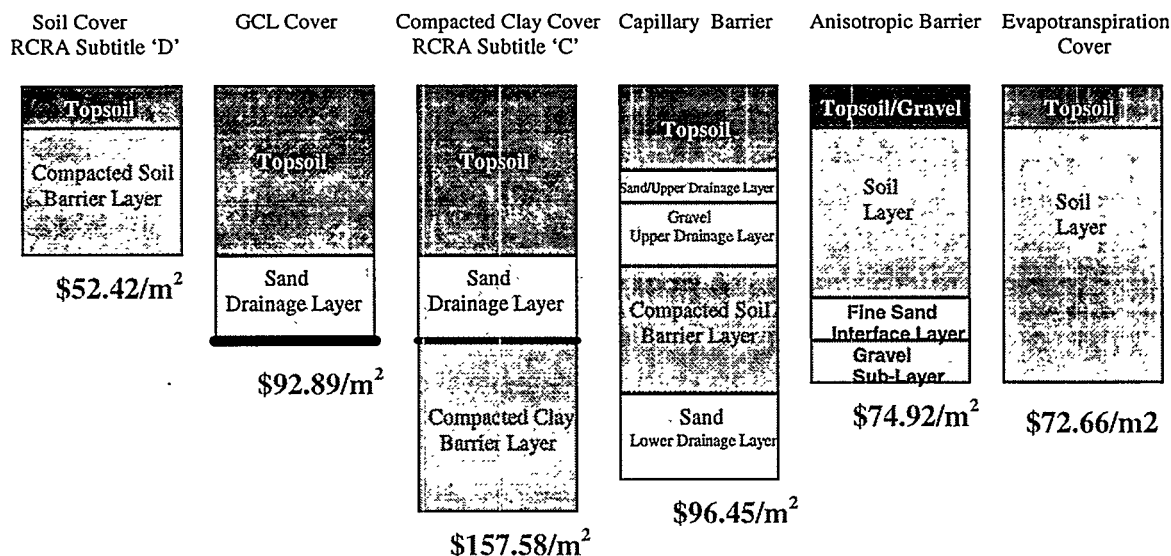 Soil Cover
RCRA Subtitle ‘D’
Topsoil
Compacted Soil
Barrier Layer
$52.42/m²
GCL Cover
Topsoil
Sand
Drainage Layer
$92.89/m²
Compacted Clay Cover
RCRA Subtitle ‘C’
Topsoil
Sand
Drainage Layer
Compacted Clay
Barrier Layer
$157.58/m²
Capillary Barrier
Topsoil
Sand/Upper Drainage Layer
Gravel
Upper Drainage Layer
Compacted Soil
Barrier Layer
Sand
Lower Drainage Layer
$96.45/m²
Anisotropic Barrier
Topsoil/Gravel
Soil
Layer
Fine Sand
Interface Layer
Gravel
Sub-Layer
$74.92/m²
Evapotranspiration
Cover
Topsoil
Soil
Layer
$72.66/m2